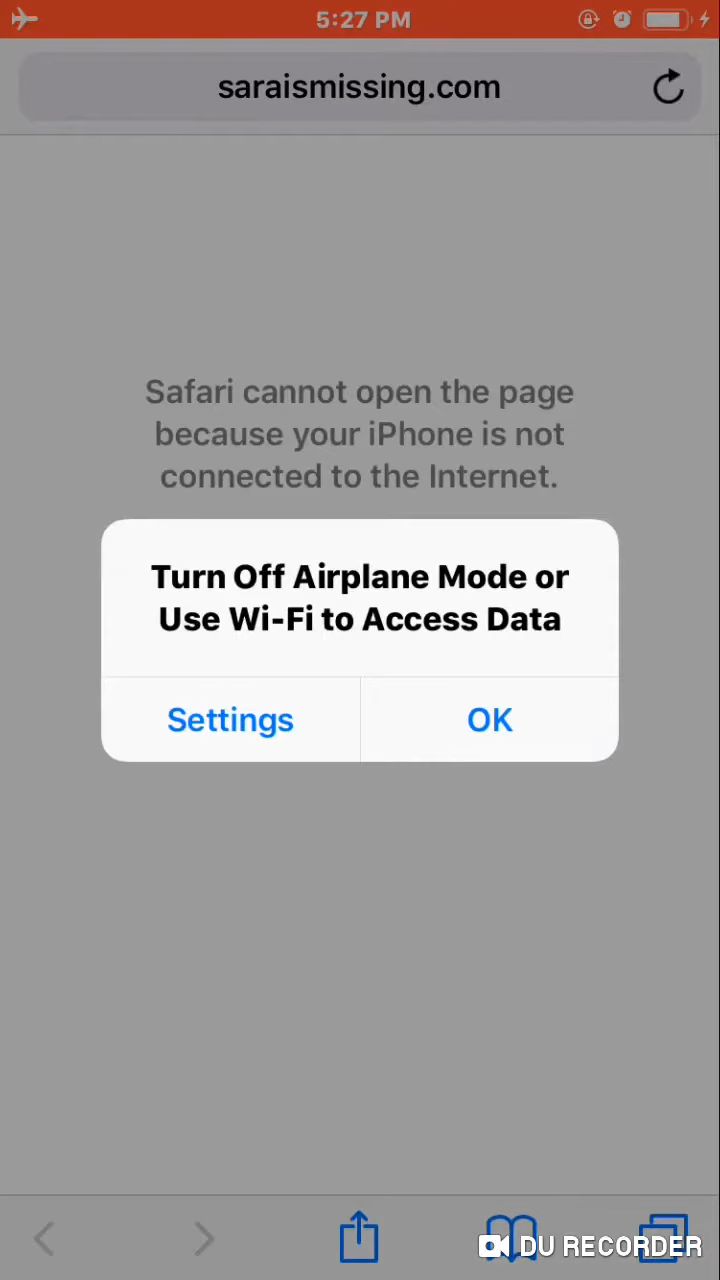 5:27 PM
saraismissing.com
Safari cannot open the page
because your iPhone is not
connected to the Internet.
Turn Off Airplane Mode or
Use Wi-Fi to Access Data
Settings
OK
DU RECORDER